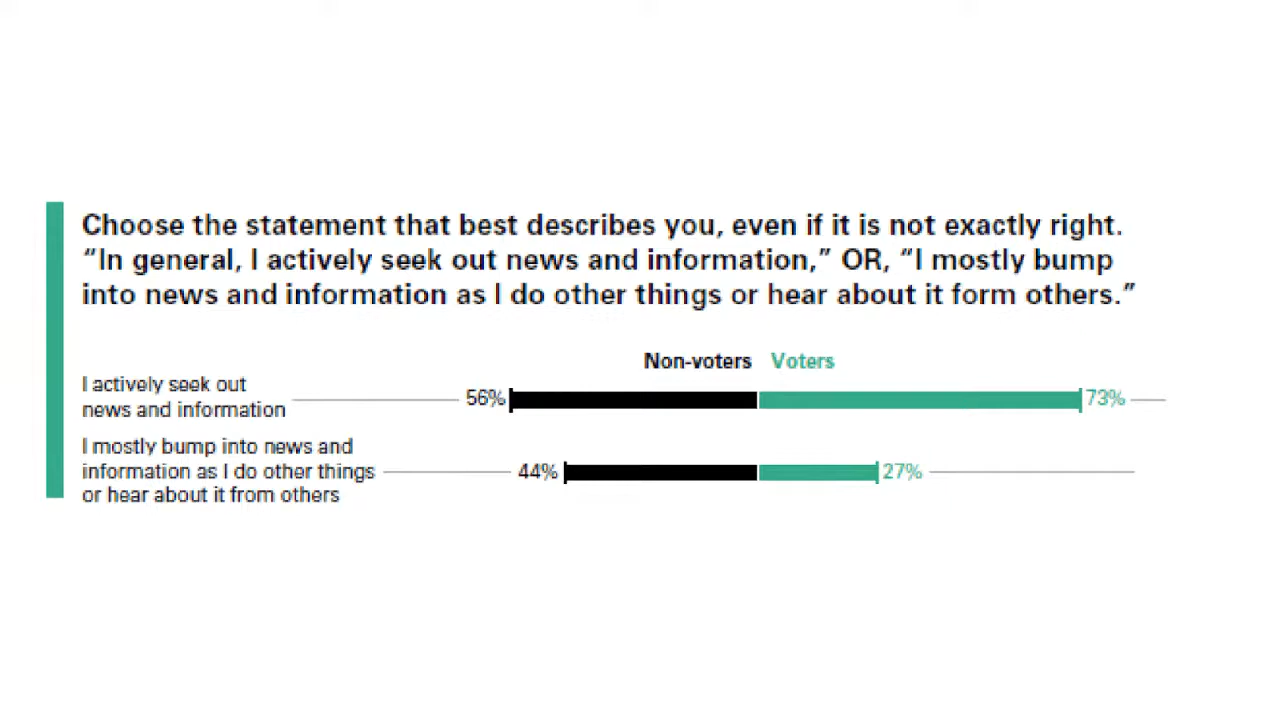 Choose the statement that best describes you, even if it is not exactly right.
“In general, I actively seek out news and information,” OR, “I mostly bump
into news and information as I do other things or hear about it form others.”
Non-voters Voters
I actively seek out
news and information
56% 73%
I mostly bump into news and
information as I do other things
or hear about it from others
44% 27%